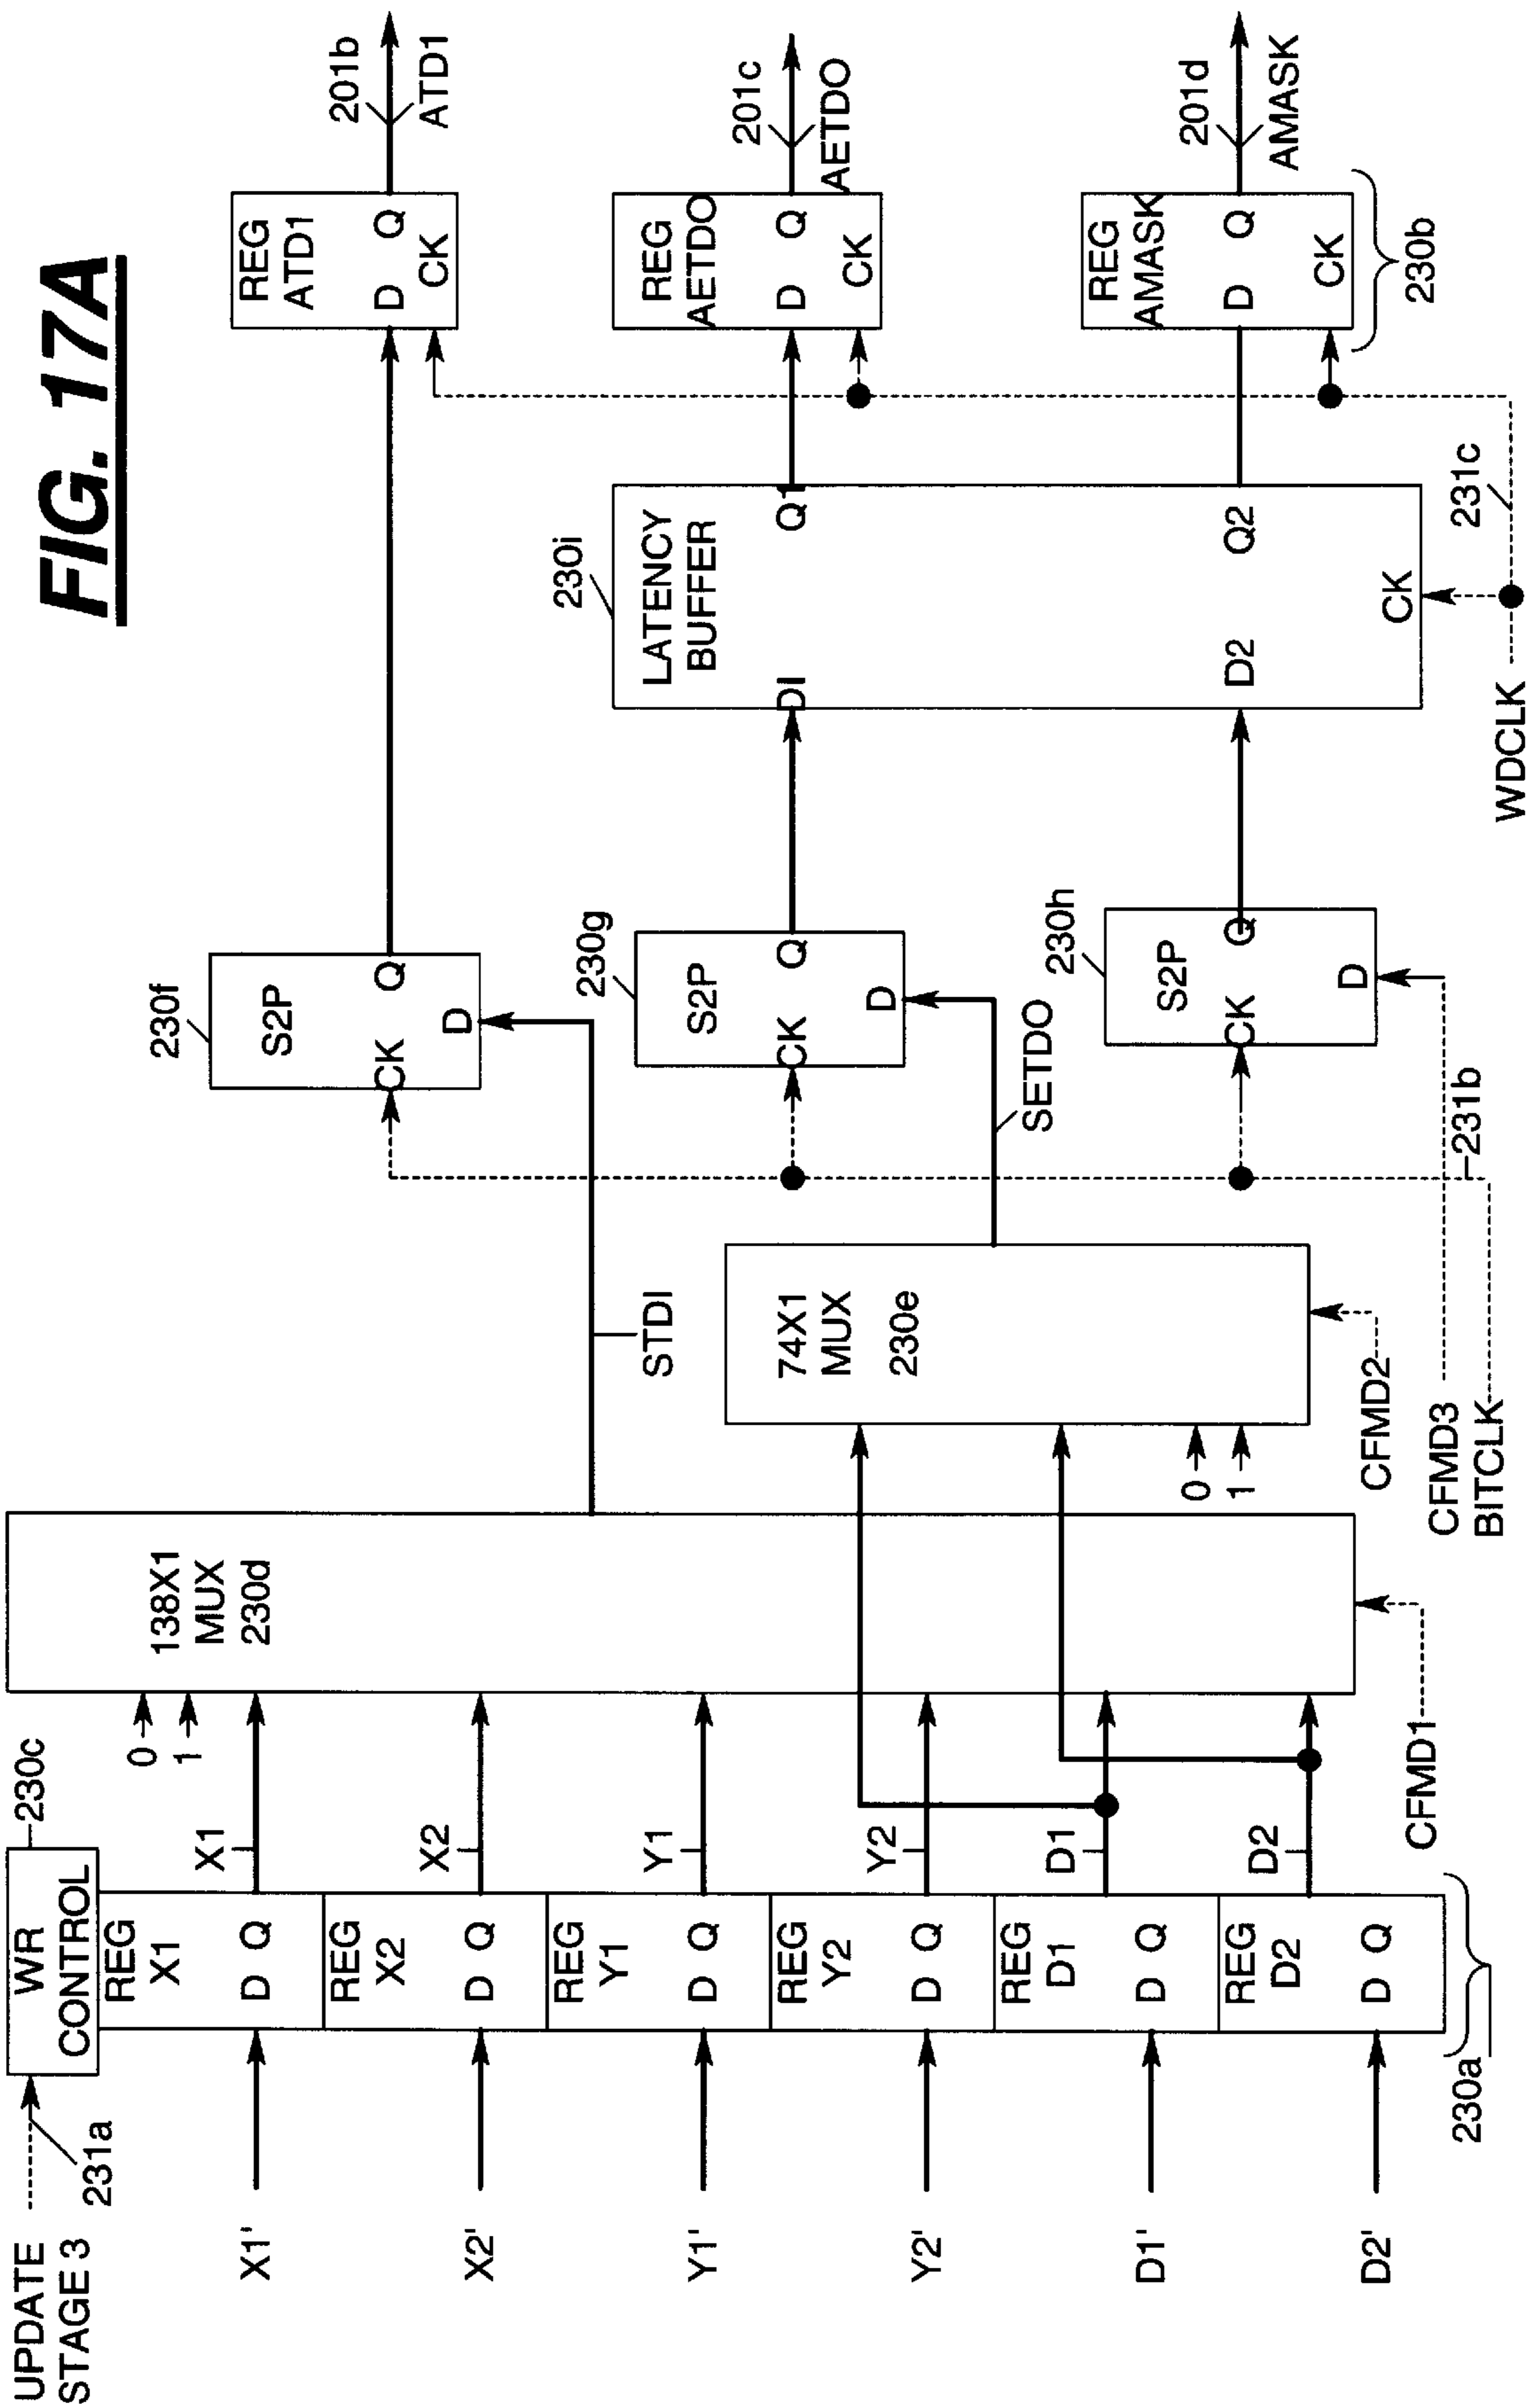 FIG. 17A
UPDATE
STAGE 3
231a
WR
CONTROL
230c
X1'
X2'
Y1'
Y2'
D1'
D2'
REG
X1
D Q
REG
X2
D Q
REG
Y1
D Q
REG
Y2
D Q
REG
D1
D Q
REG
D2
D Q
230a
X1
X2
Y1
Y2
D1
D2
0
1
138X1
MUX
230d
CFMD1
0
1
74X1
MUX
230e
CFMD2
CFMD3
BITCLK
231b
STDI
SETDO
230f
S2P
CK Q
D
230g
S2P
CK Q
D
230h
S2P
CK Q
D
230i
LATENCY
BUFFER
DI Q1
D2 Q2
CK
WDCLK
231c
REG
ATD1
D Q
CK
REG
AETDO
D Q
CK
REG
AMASK
D Q
CK
230b
201b
ATD1
201c
AETDO
201d
AMASK